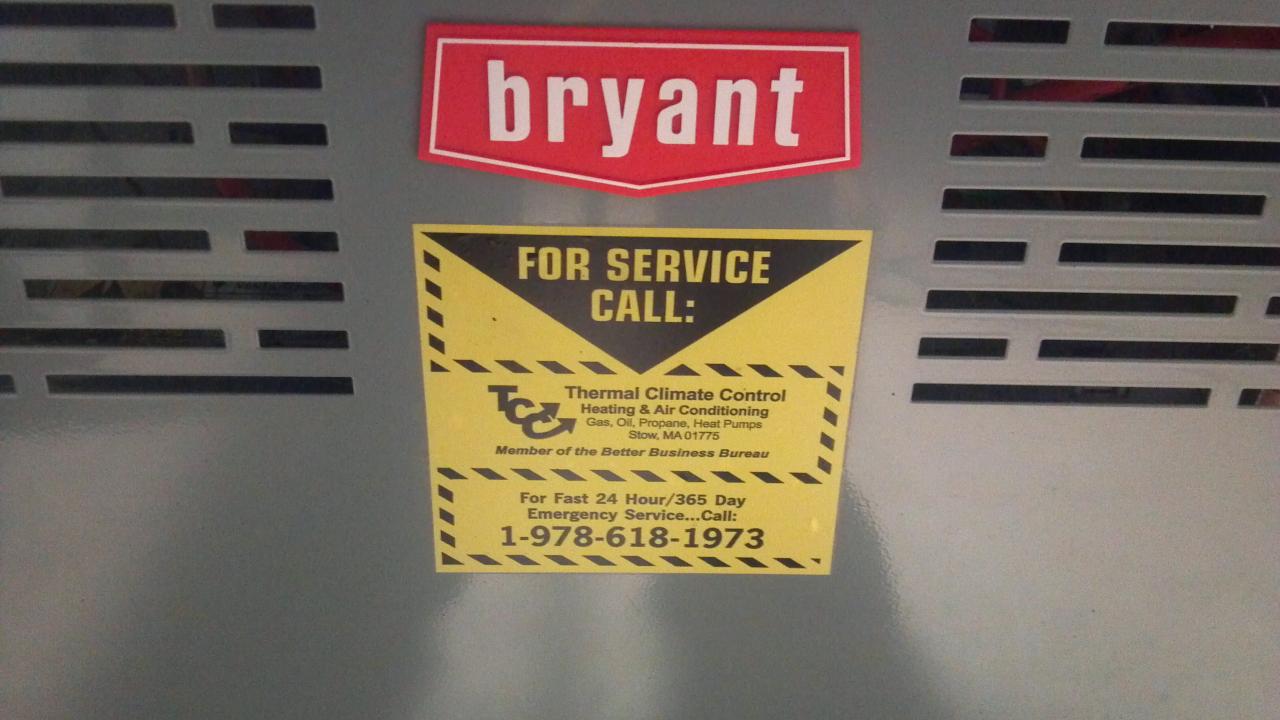 bryant
FOR SERVICE
CALL:
TCC
Thermal Climate Control
Heating & Air Conditioning
Gas, Oil, Propane, Heat Pumps
Stow, MA 01775
Member of the Better Business Bureau
For Fast 24 Hour/365 Day
Emergency Service...Call:
1-978-618-1973